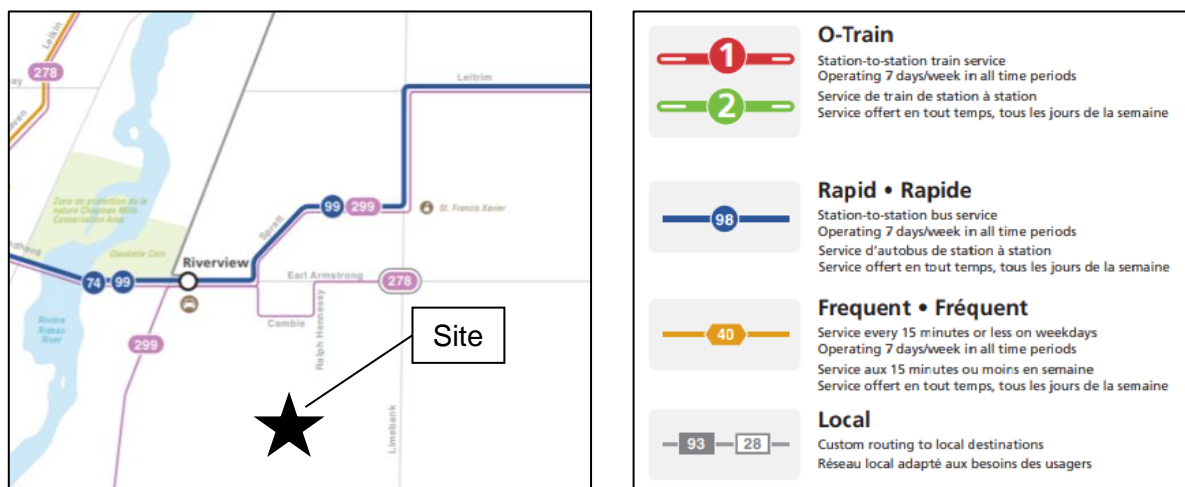 Leikin
278
Leitrim
Zone de protection de la
nature Chapman Mills
Conservation Area
99
299
St. Francis Xavier
Spratt
Claudette Cain
Riverview
Earl Armstrong
74
99
278
Rivière
Rideau
River
299
Cambie
Ralph Hennessy
Site
Limebank
1
O-Train
Station-to-station train service
Operating 7 days/week in all time periods
2
Service de train de station à station
Service offert en tout temps, tous les jours de la semaine
Rapid • Rapide
98
Station-to-station bus service
Operating 7 days/week in all time periods
Service d'autobus de station à station
Service offert en tout temps, tous les jours de la semaine
Frequent • Fréquent
40
Service every 15 minutes or less on weekdays
Operating 7 days/week in all time periods
Service aux 15 minutes ou moins en semaine
Service offert en tout temps, tous les jours de la semaine
Local
93
28
Custom routing to local destinations
Réseau local adapté aux besoins des usagers